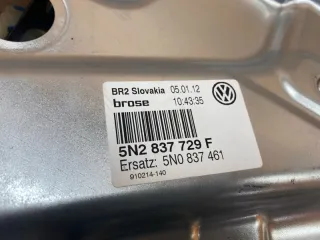 BR2 Slovakia 05.01.12
brose 10:43:35
5N2 837 729 F
Ersatz: 5N0 837 461
910214-140